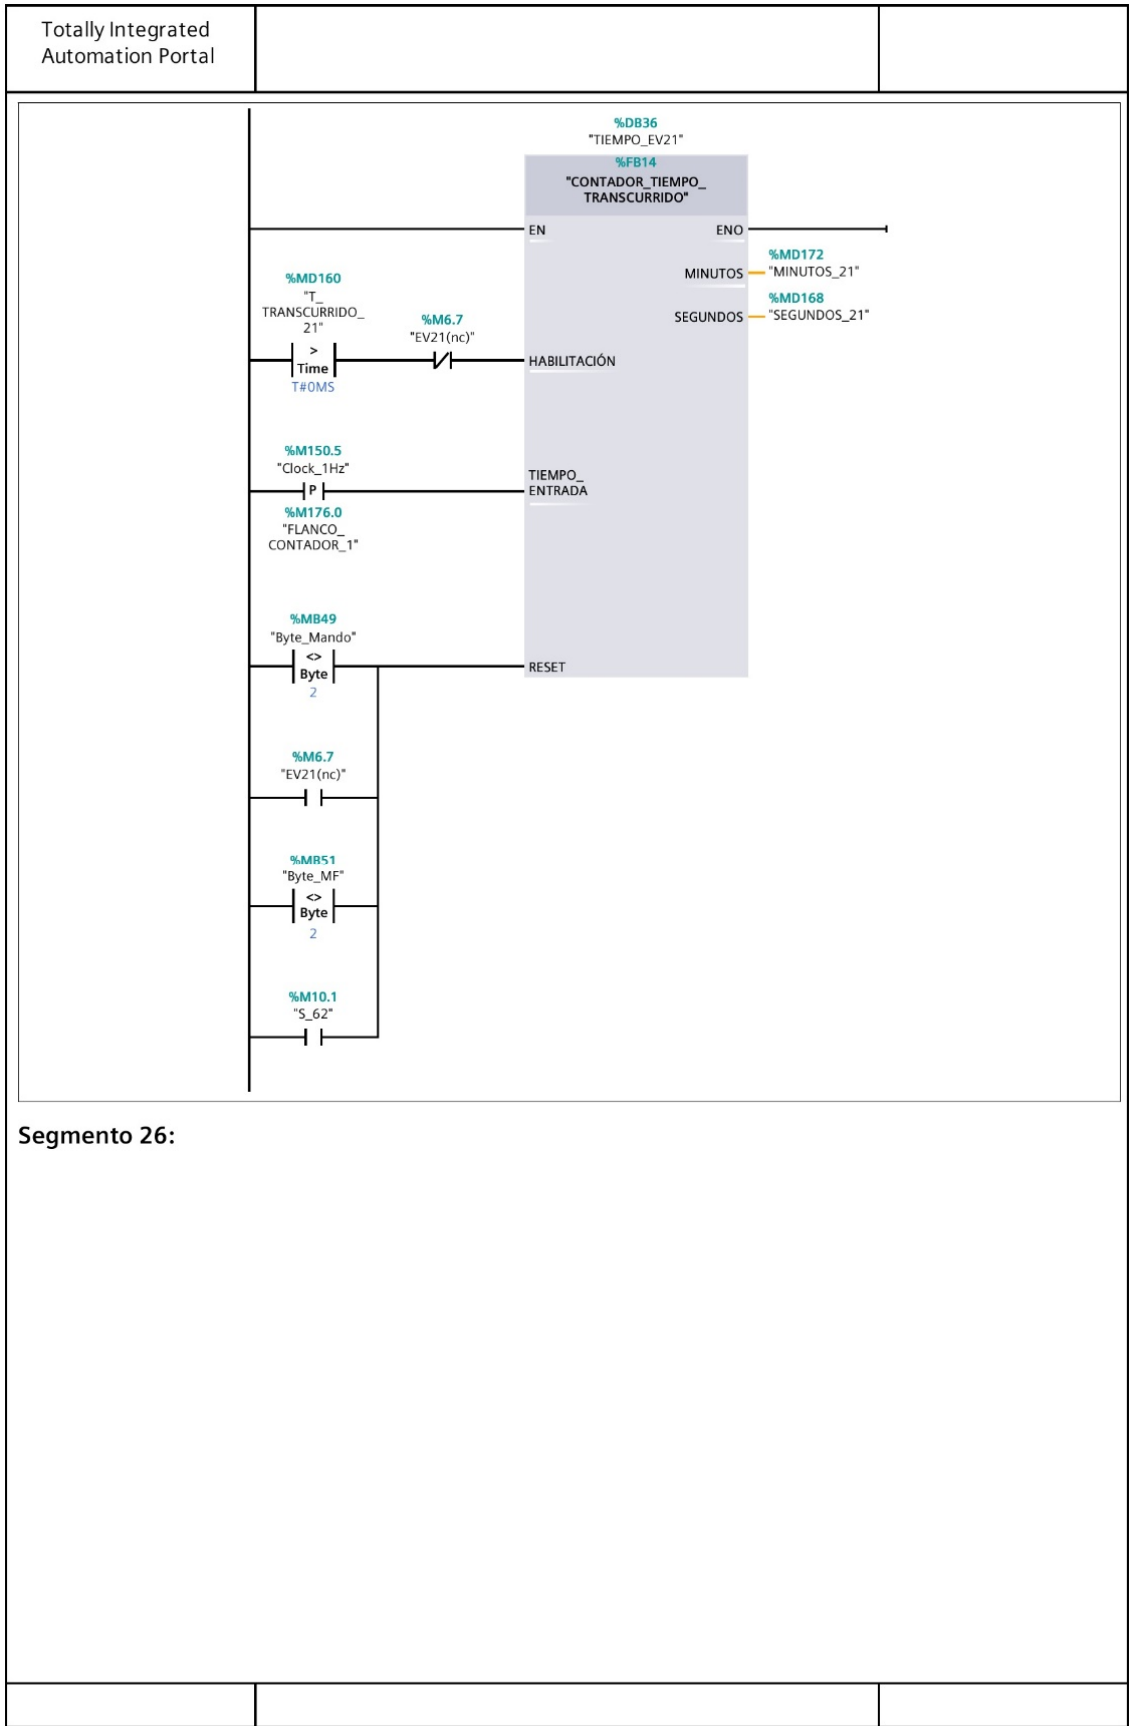 Totally Integrated
Automation Portal
%DB36
"TIEMPO_EV21"
%FB14
"CONTADOR_TIEMPO_
TRANSCURRIDO"
EN
ENO
%MD172
MINUTOS
"MINUTOS_21"
%MD168
SEGUNDOS
"SEGUNDOS_21"
%MD160
"T_
TRANSCURRIDO_
21"
>
Time
T#0MS
%M6.7
"EV21(nc)"
HABILITACIÓN
%M150.5
"Clock_1Hz"
P
%M176.0
"FLANCO_
CONTADOR_1"
TIEMPO_
ENTRADA
%MB49
"Byte_Mando"
<>
Byte
2
RESET
%M6.7
"EV21(nc)"
%MB51
"Byte_MF"
<>
Byte
2
%M10.1
"S_62"
Segmento 26: